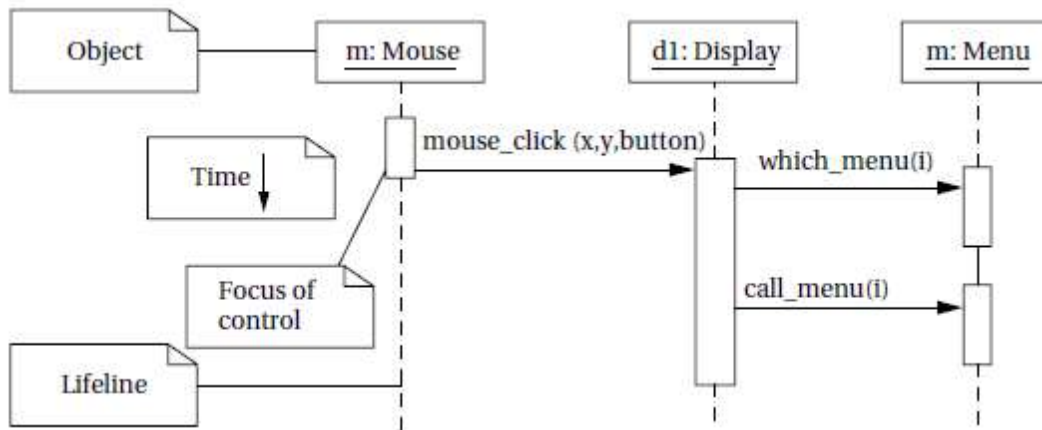 Object
m: Mouse
d1: Display
m: Menu
mouse_click (x,y,button)
which_menu(i)
Time
Focus of
control
call_menu(i)
Lifeline